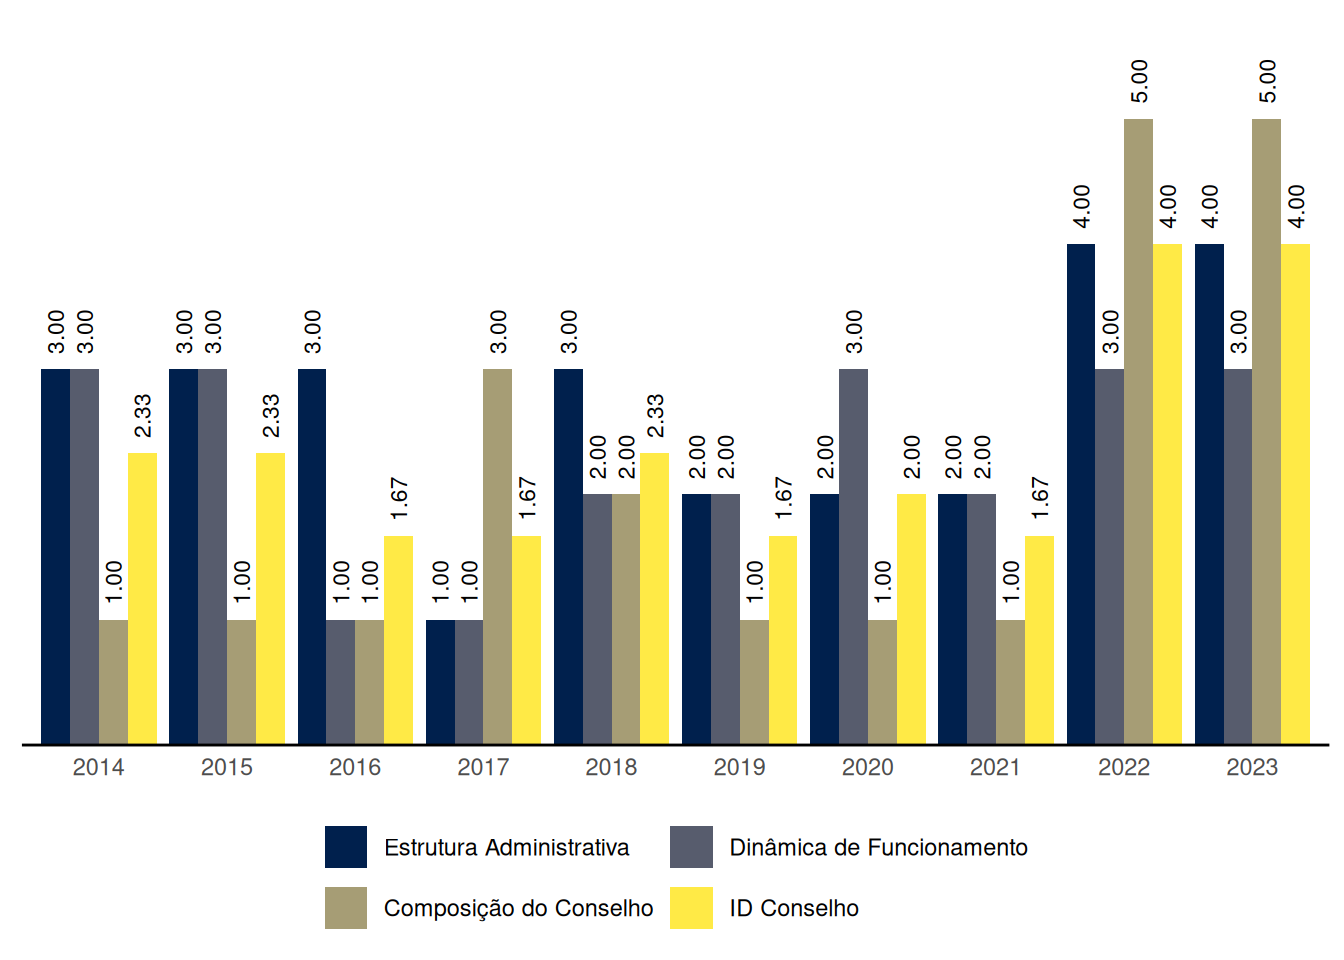 5.00 5.00
4.00 4.00 4.00 4.00
3.00 3.00 3.00 3.00 3.00 3.00 3.00 3.00 3.00 3.00
2.33 2.33 2.33
2.00 2.00 2.00 2.00 2.00 2.00 2.00 2.00
1.67 1.67 1.67 1.67
1.00 1.00 1.00 1.00 1.00 1.00 1.00 1.00 1.00
2014 2015 2016 2017 2018 2019 2020 2021 2022 2023
Estrutura Administrativa Dinâmica de Funcionamento
Composição do Conselho ID Conselho